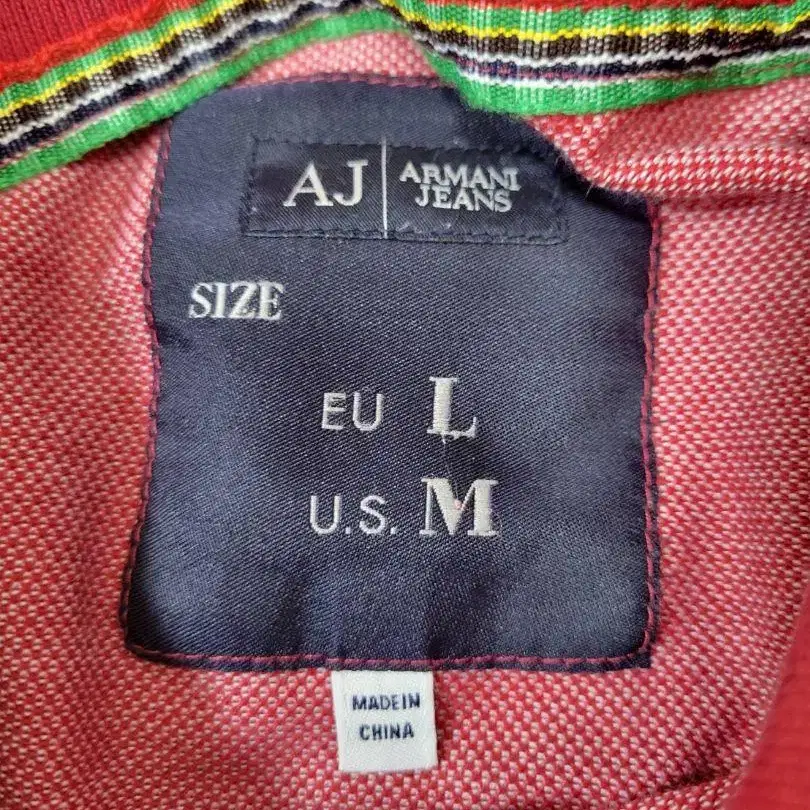 AJ
ARMANI
JEANS
SIZE
EU L
U.S. M
MADE IN
CHINA